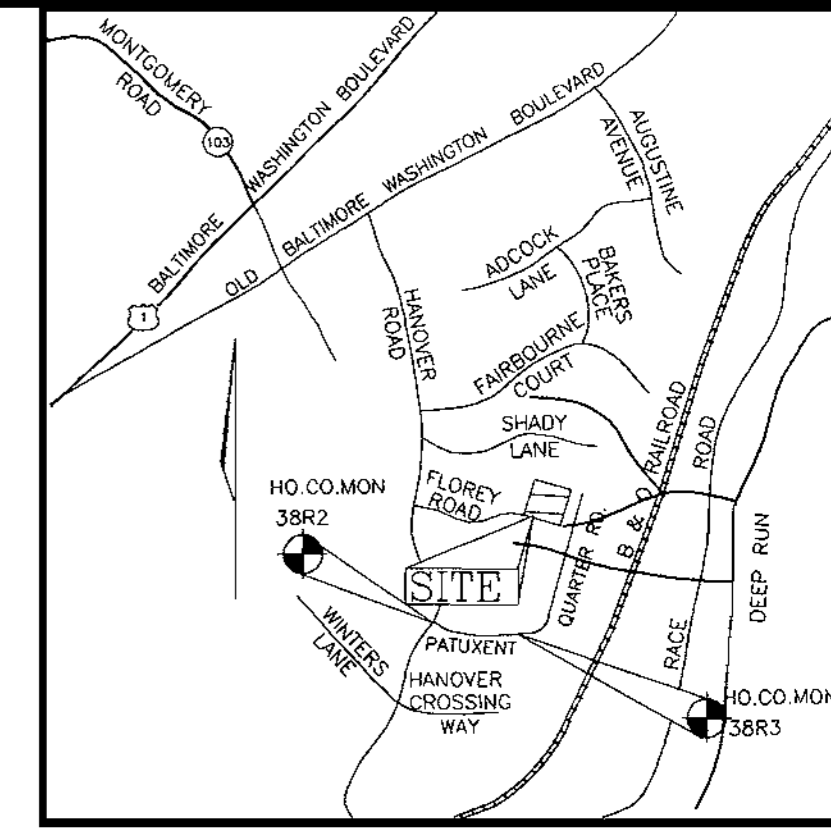 MONTGOMERY
ROAD
103
BALTIMORE WASHINGTON BOULEVARD
1
OLD BALTIMORE WASHINGTON BOULEVARD
AUGUSTINE
AVENUE
ADCOCK
LANE
BAKERS
PLACE
HANOVER
ROAD
FAIRBOURNE
COURT
SHADY
LANE
B & O RAILROAD
RACE ROAD
FLOREY
ROAD
HO.CO.MON
38R2
SITE
PATUXENT QUARTER RD.
DEEP RUN
WINTERS
LANE
HANOVER
CROSSING
WAY
HO.CO.MON
38R3